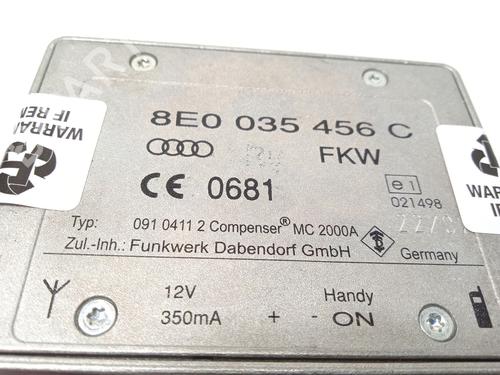 8E0 035 456 C
FKW
CE 0681
e1
021498
Typ: 091 0411 2 Compenser® MC 2000A
Zul.-Inh.: Funkwerk Dabendorf GmbH
Germany
12V
350mA
+ -
Handy
ON
WARRAN
IF REM
WAR
IF